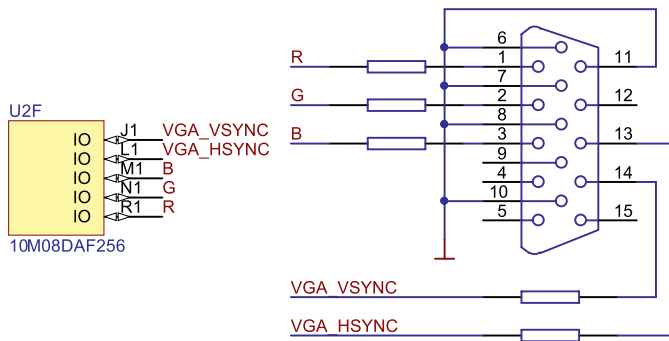 U2F
IO J1 VGA_VSYNC
IO L1 VGA_HSYNC
IO M1 B
IO N1 G
IO R1 R
10M08DAF256
6
R 1 11
7
G 2 12
8
B 3 13
9
4 14
10
5 15
VGA_VSYNC
VGA_HSYNC